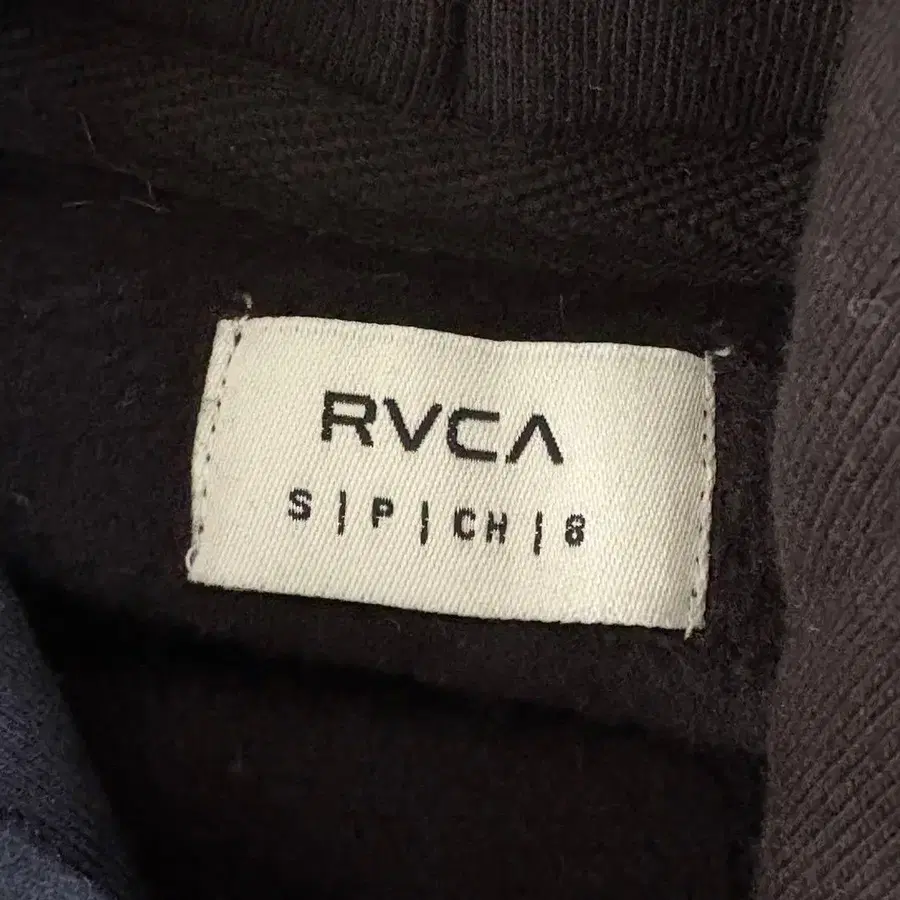 RVCA
S | P | CH | 8